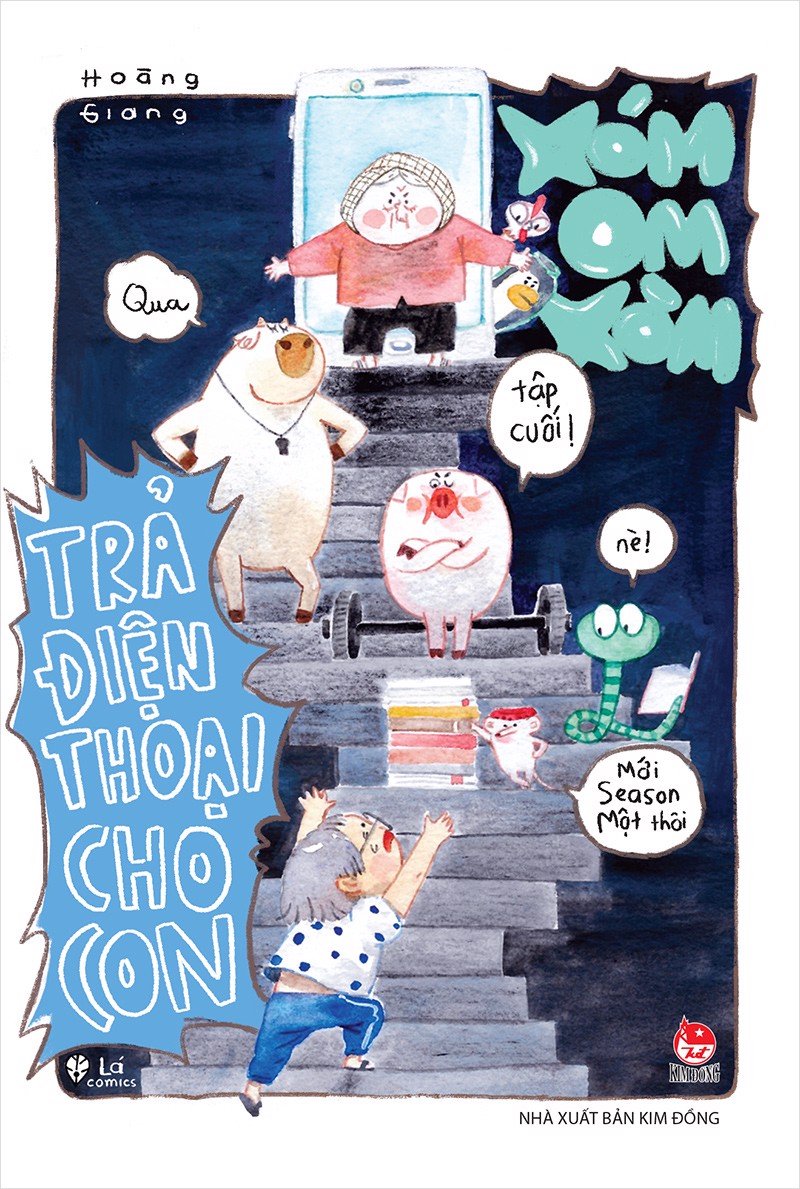 Hoàng
Giang
XÓM
OM
XÒM
Qua
tập
cuối!
nè!
TRẢ
ĐIỆN
THOẠI
CHO
CON
Mới
Season
Một thôi
Lá
comics
KIM ĐỒNG
NHÀ XUẤT BẢN KIM ĐỒNG